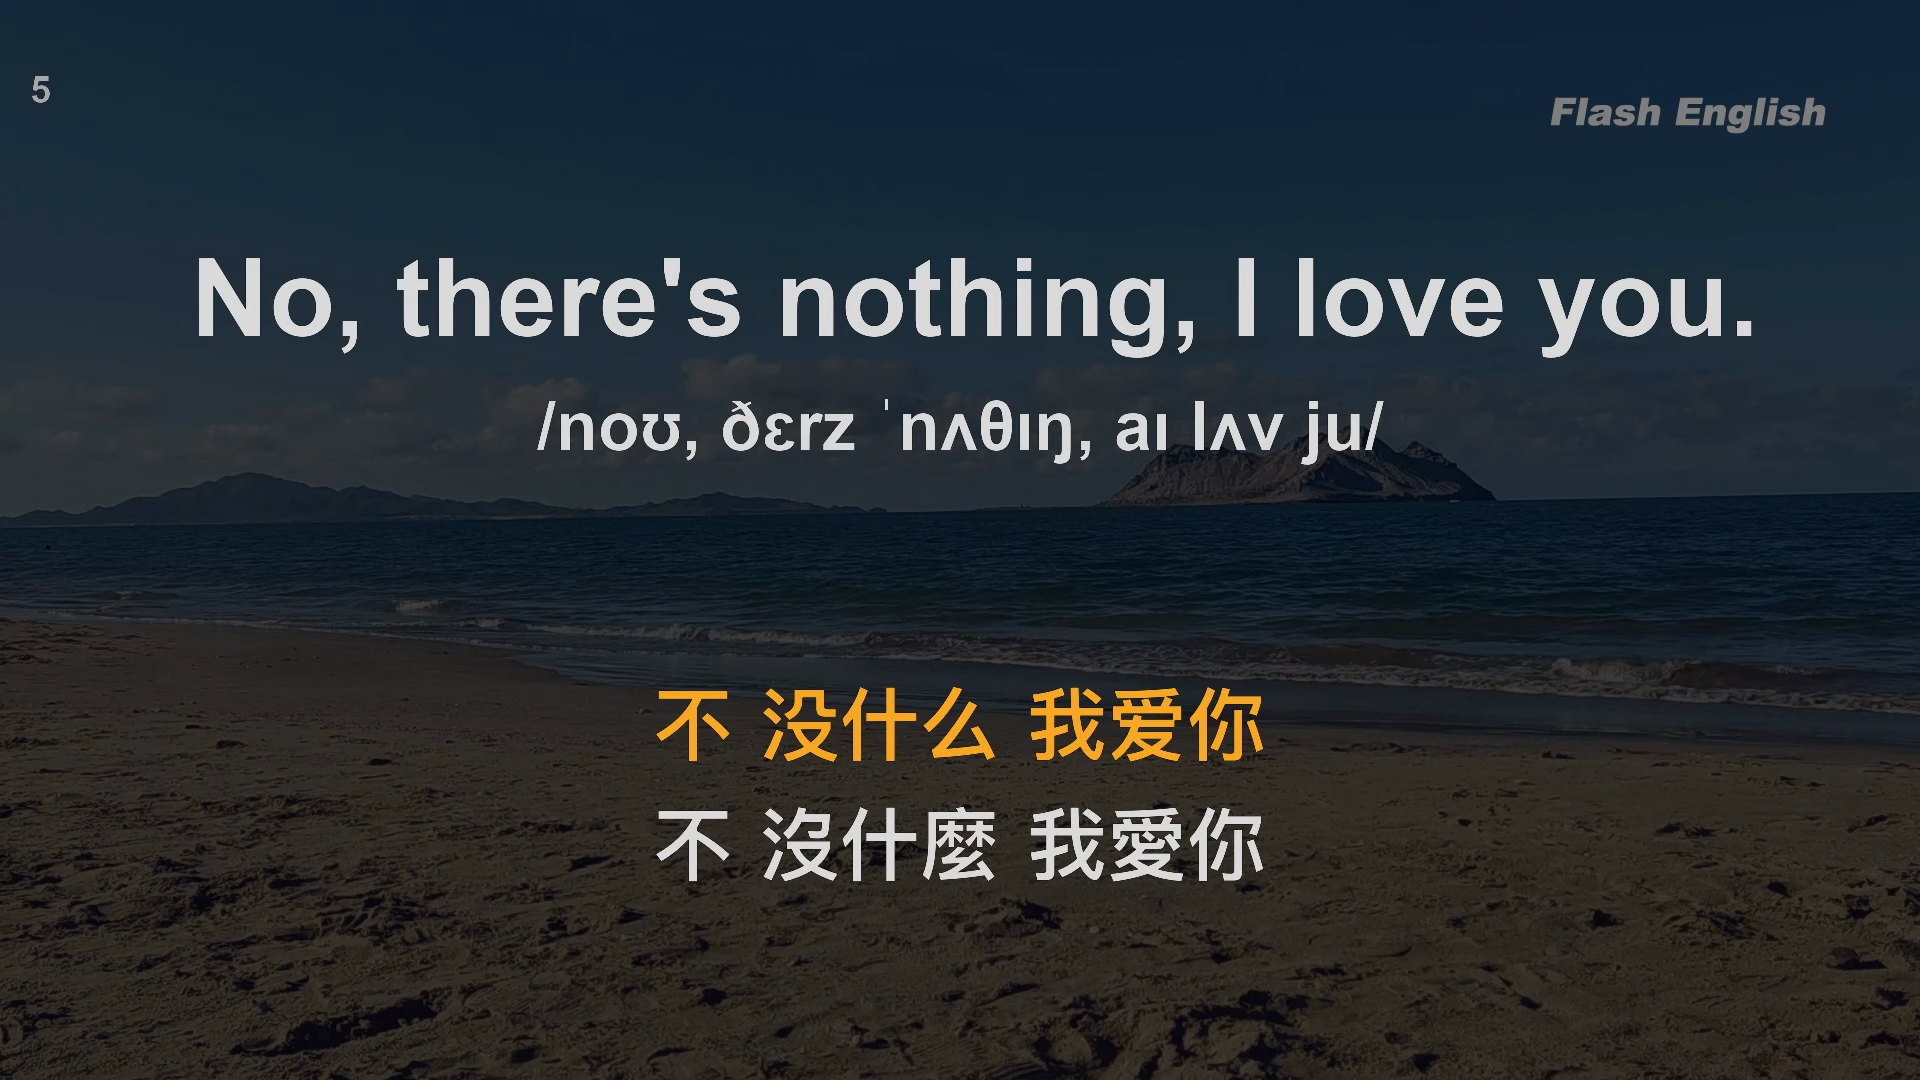 5
Flash English
No, there's nothing, I love you.
/noʊ, ðɛrz ˈnʌθɪŋ, aɪ lʌv ju/
不 没什么 我爱你
不 沒什麼 我愛你